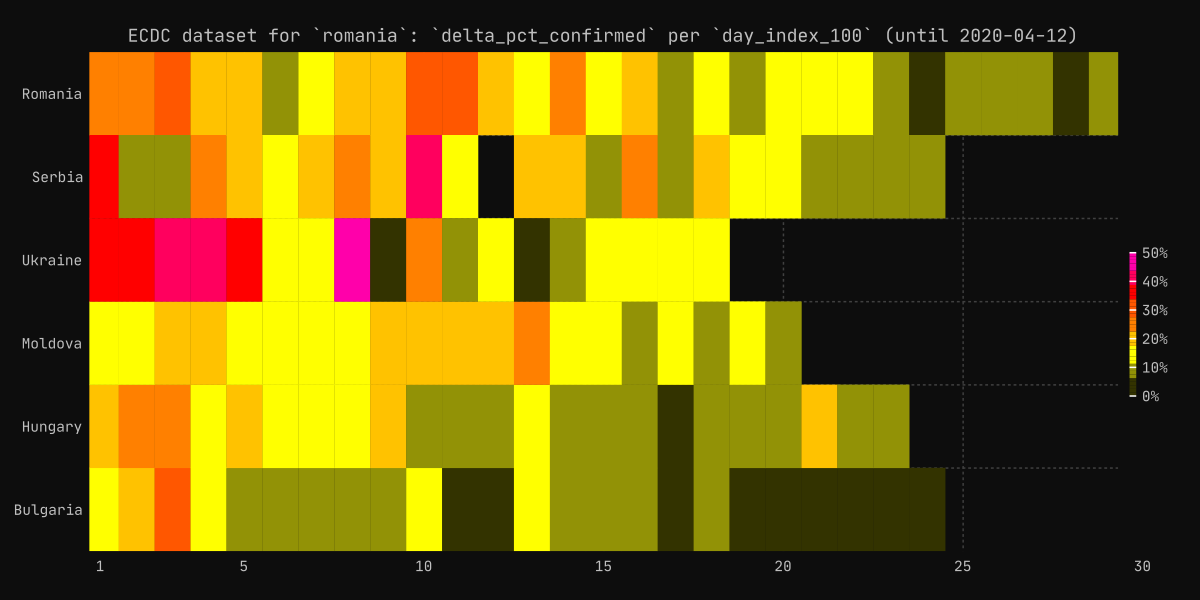 ECDC dataset for `romania`: `delta_pct_confirmed` per `day_index_100` (until 2020-04-12)
Romania
Serbia
Ukraine
Moldova
Hungary
Bulgaria
50%
40%
30%
20%
10%
0%
1 5 10 15 20 25 30